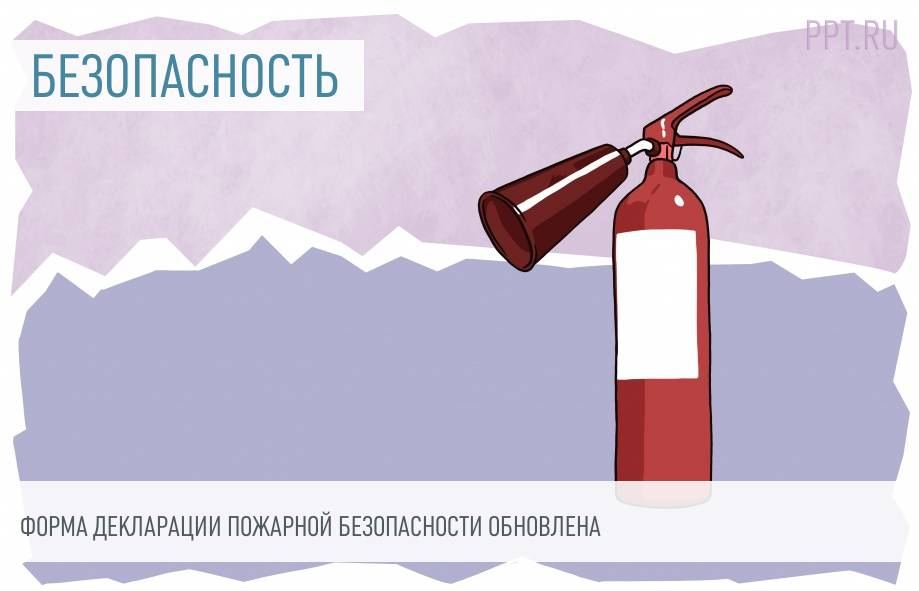 PPT.RU
БЕЗОПАСНОСТЬ
ФОРМА ДЕКЛАРАЦИИ ПОЖАРНОЙ БЕЗОПАСНОСТИ ОБНОВЛЕНА